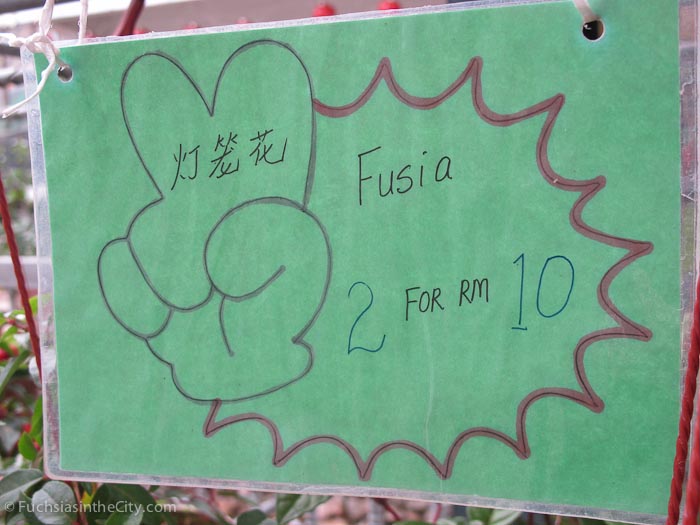 灯笼花
Fusia
2 FOR RM 10
© FuchsiasintheCity.com